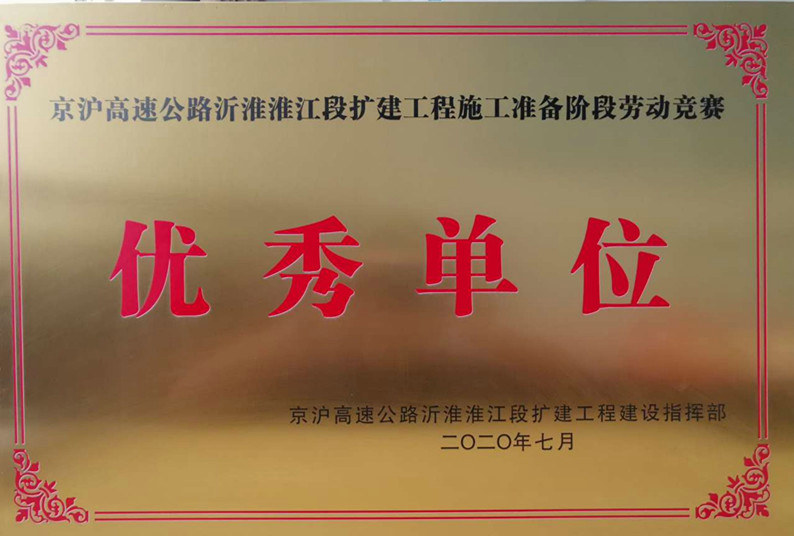 京沪高速公路沂淮淮江段扩建工程施工准备阶段劳动竞赛
优秀单位
京沪高速公路沂淮淮江段扩建工程建设指挥部
二〇二〇年七月